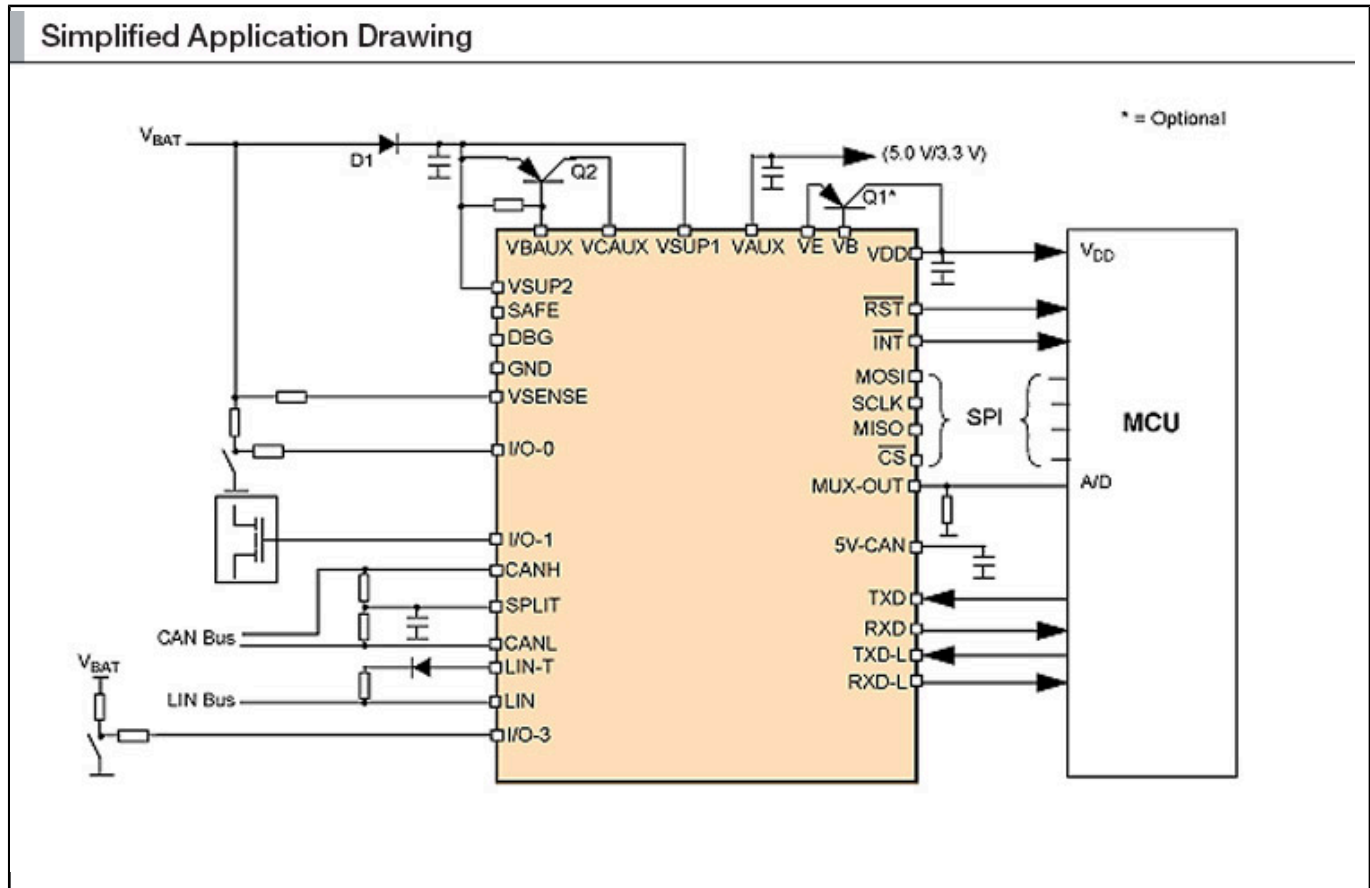 Simplified Application Drawing
* = Optional
VBAT
D1
Q2
(5.0 V/3.3 V)
Q1*
VBAUX VCAUX VSUP1 VAUX VE VB
VDD
VDD
VSUP2
SAFE
DBG
GND
VSENSE
I/O-0
I/O-1
CANH
SPLIT
CANL
LIN-T
LIN
I/O-3
CAN Bus
VBAT
LIN Bus
RST
INT
MOSI
SCLK
MISO
CS
SPI
MCU
MUX-OUT
A/D
5V-CAN
TXD
RXD
TXD-L
RXD-L